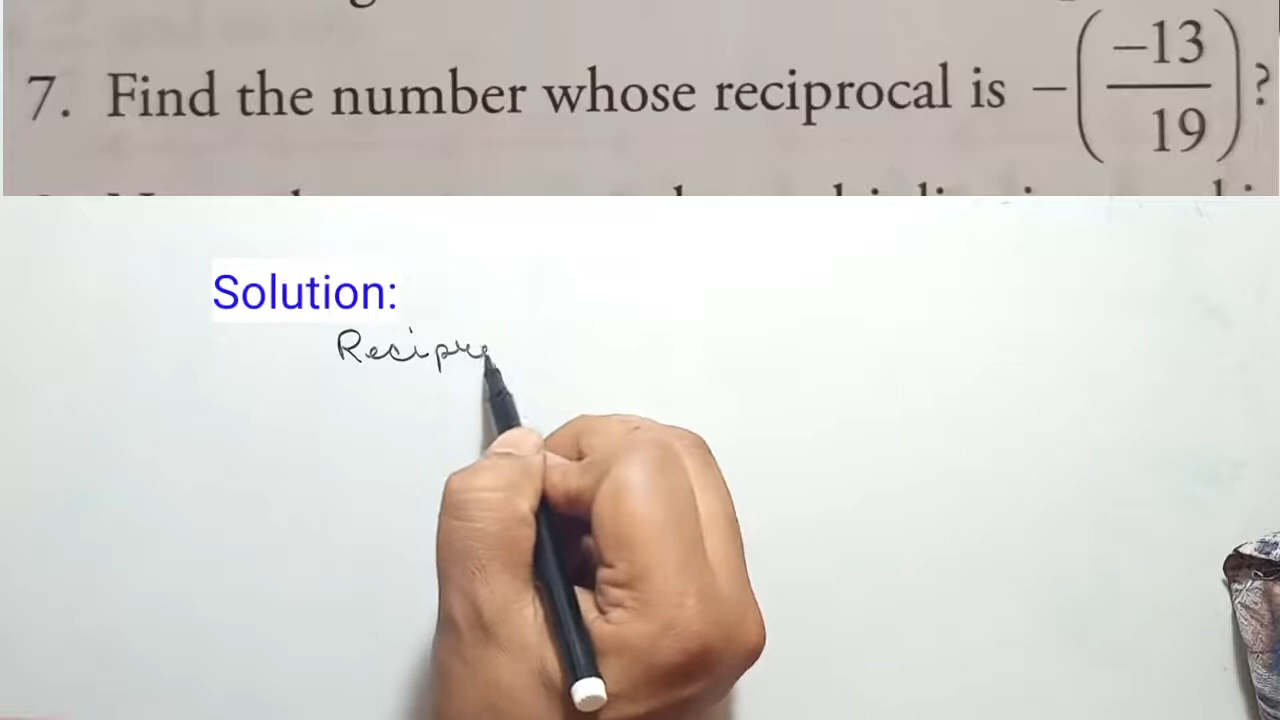 7. Find the number whose reciprocal is -(-13/19)?
Solution:
Recipro